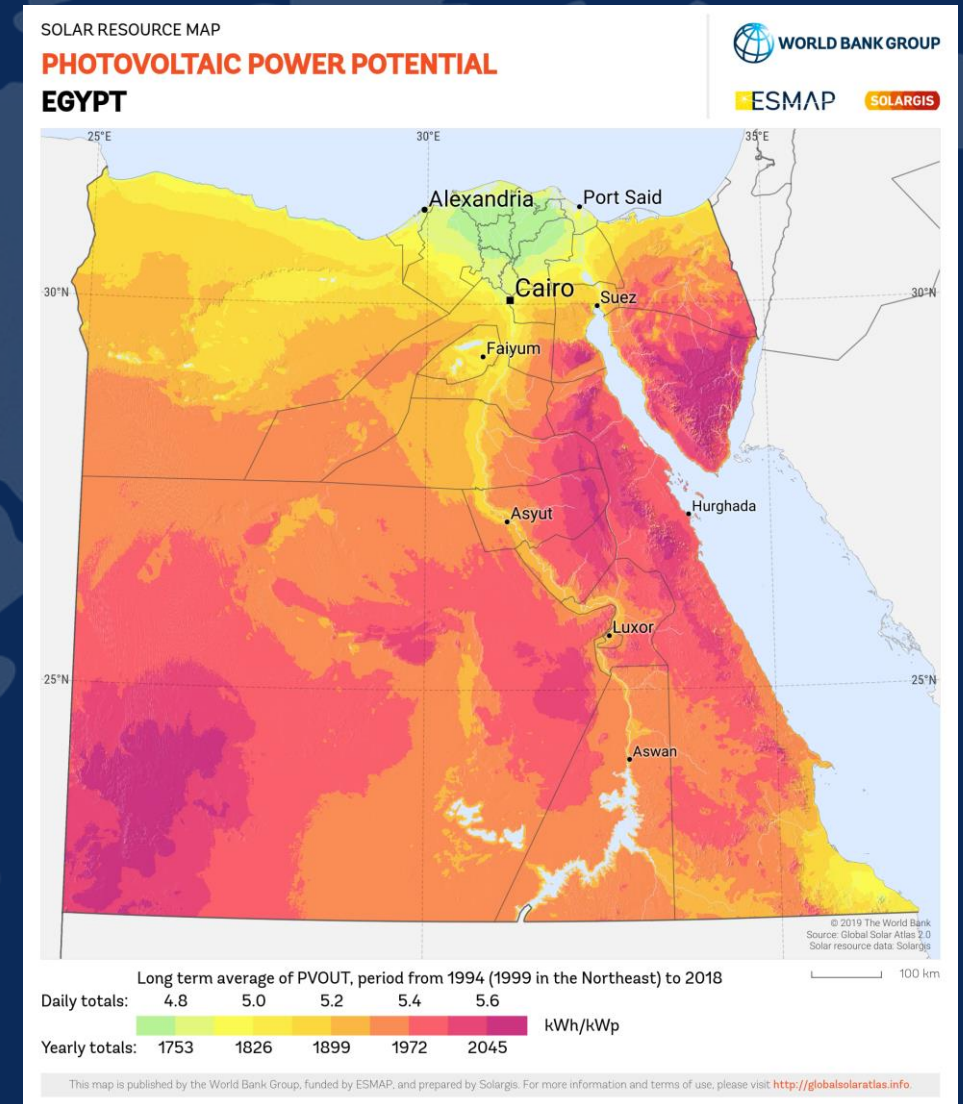 SOLAR RESOURCE MAP
PHOTOVOLTAIC POWER POTENTIAL
EGYPT
WORLD BANK GROUP
ESMAP
SOLARGIS
25°E
30°E
35°E
Alexandria
Port Said
30°N
Cairo
Suez
30°N
Faiyum
Asyut
Hurghada
Luxor
25°N
25°N
Aswan
© 2019 The World Bank
Source: Global Solar Atlas 2.0
Solar resource data: Solargis
Long term average of PVOUT, period from 1994 (1999 in the Northeast) to 2018
100 km
Daily totals: 4.8 5.0 5.2 5.4 5.6
kWh/kWp
Yearly totals: 1753 1826 1899 1972 2045
This map is published by the World Bank Group, funded by ESMAP, and prepared by Solargis. For more information and terms of use, please visit http://globalsolaratlas.info.